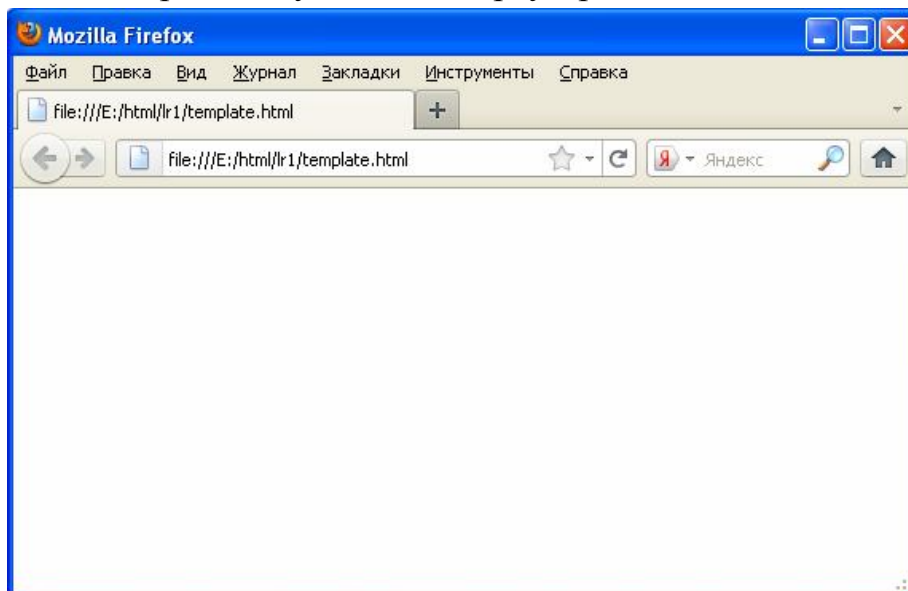 Mozilla Firefox
Файл Правка Вид Журнал Закладки Инструменты Справка
file:///E:/html/lr1/template.html
file:///E:/html/lr1/template.html Яндекс